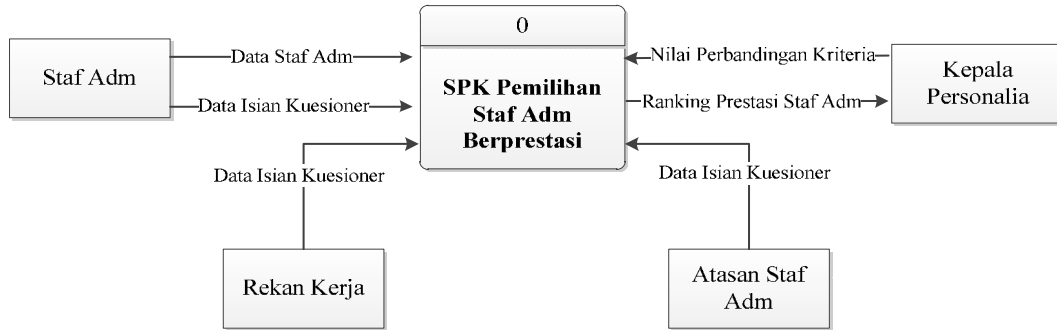 0
Staf Adm
Data Staf Adm
Data Isian Kuesioner
SPK Pemilihan
Staf Adm
Berprestasi
Nilai Perbandingan Kriteria
Ranking Prestasi Staf Adm
Kepala
Personalia
Data Isian Kuesioner
Data Isian Kuesioner
Rekan Kerja
Atasan Staf
Adm